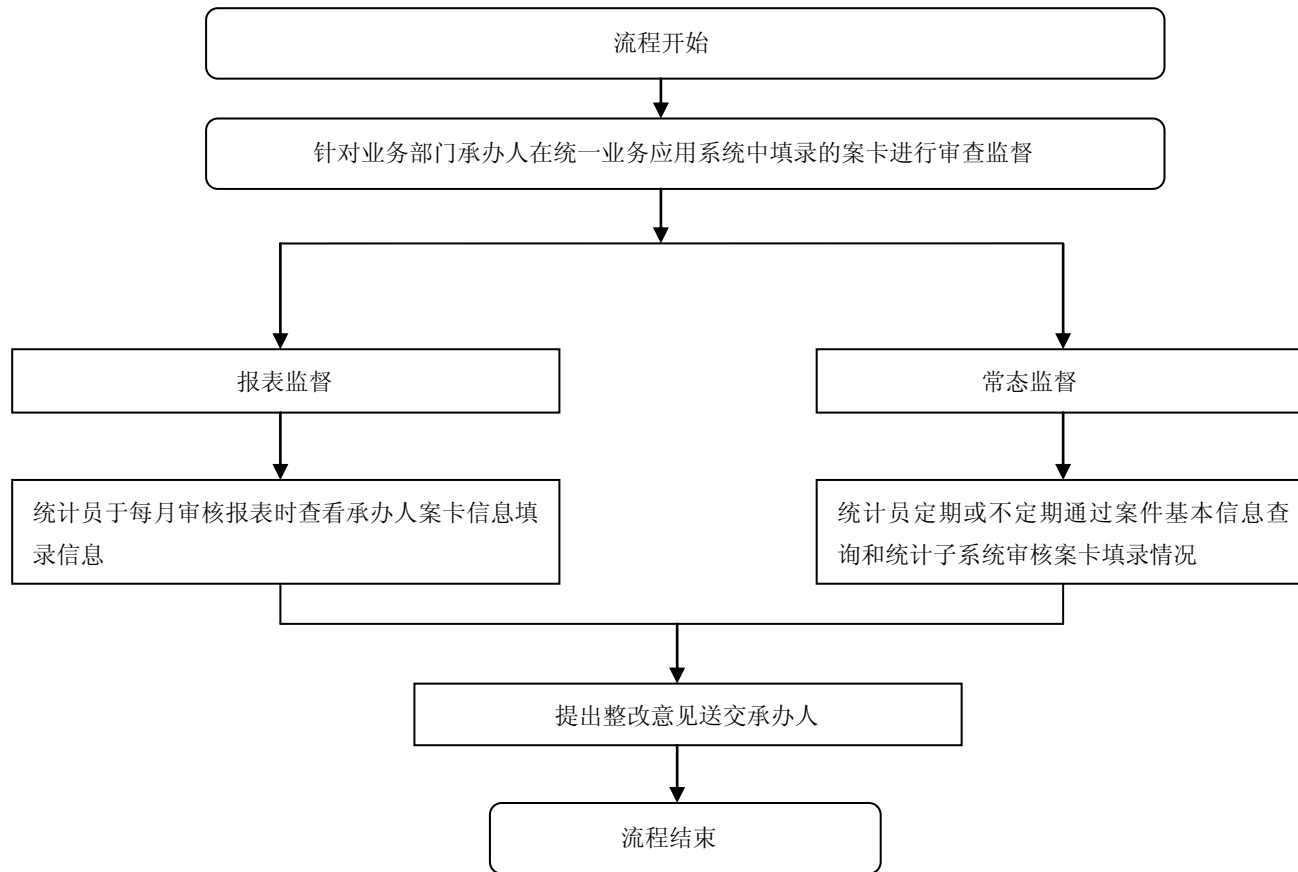 流程开始
针对业务部门承办人在统一业务应用系统中填录的案卡进行审查监督
报表监督
常态监督
统计员于每月审核报表时查看承办人案卡信息填
录信息
统计员定期或不定期通过案件基本信息查
询和统计子系统审核案卡填录情况
提出整改意见送交承办人
流程结束